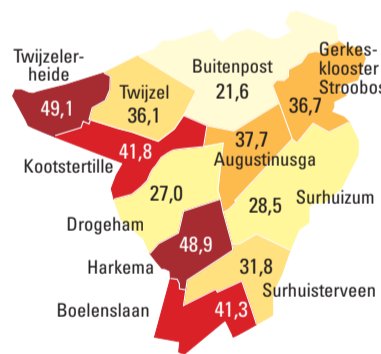 Twijzeler-
heide
49,1
Twijzel
36,1
Buitenpost
21,6
Gerkes-
klooster
Stroobos
36,7
41,8
Kootstertille
37,7
Augustinusga
27,0
Drogeham
28,5
Surhuizum
48,9
Harkema
31,8
Surhuisterveen
Boelenslaan
41,3